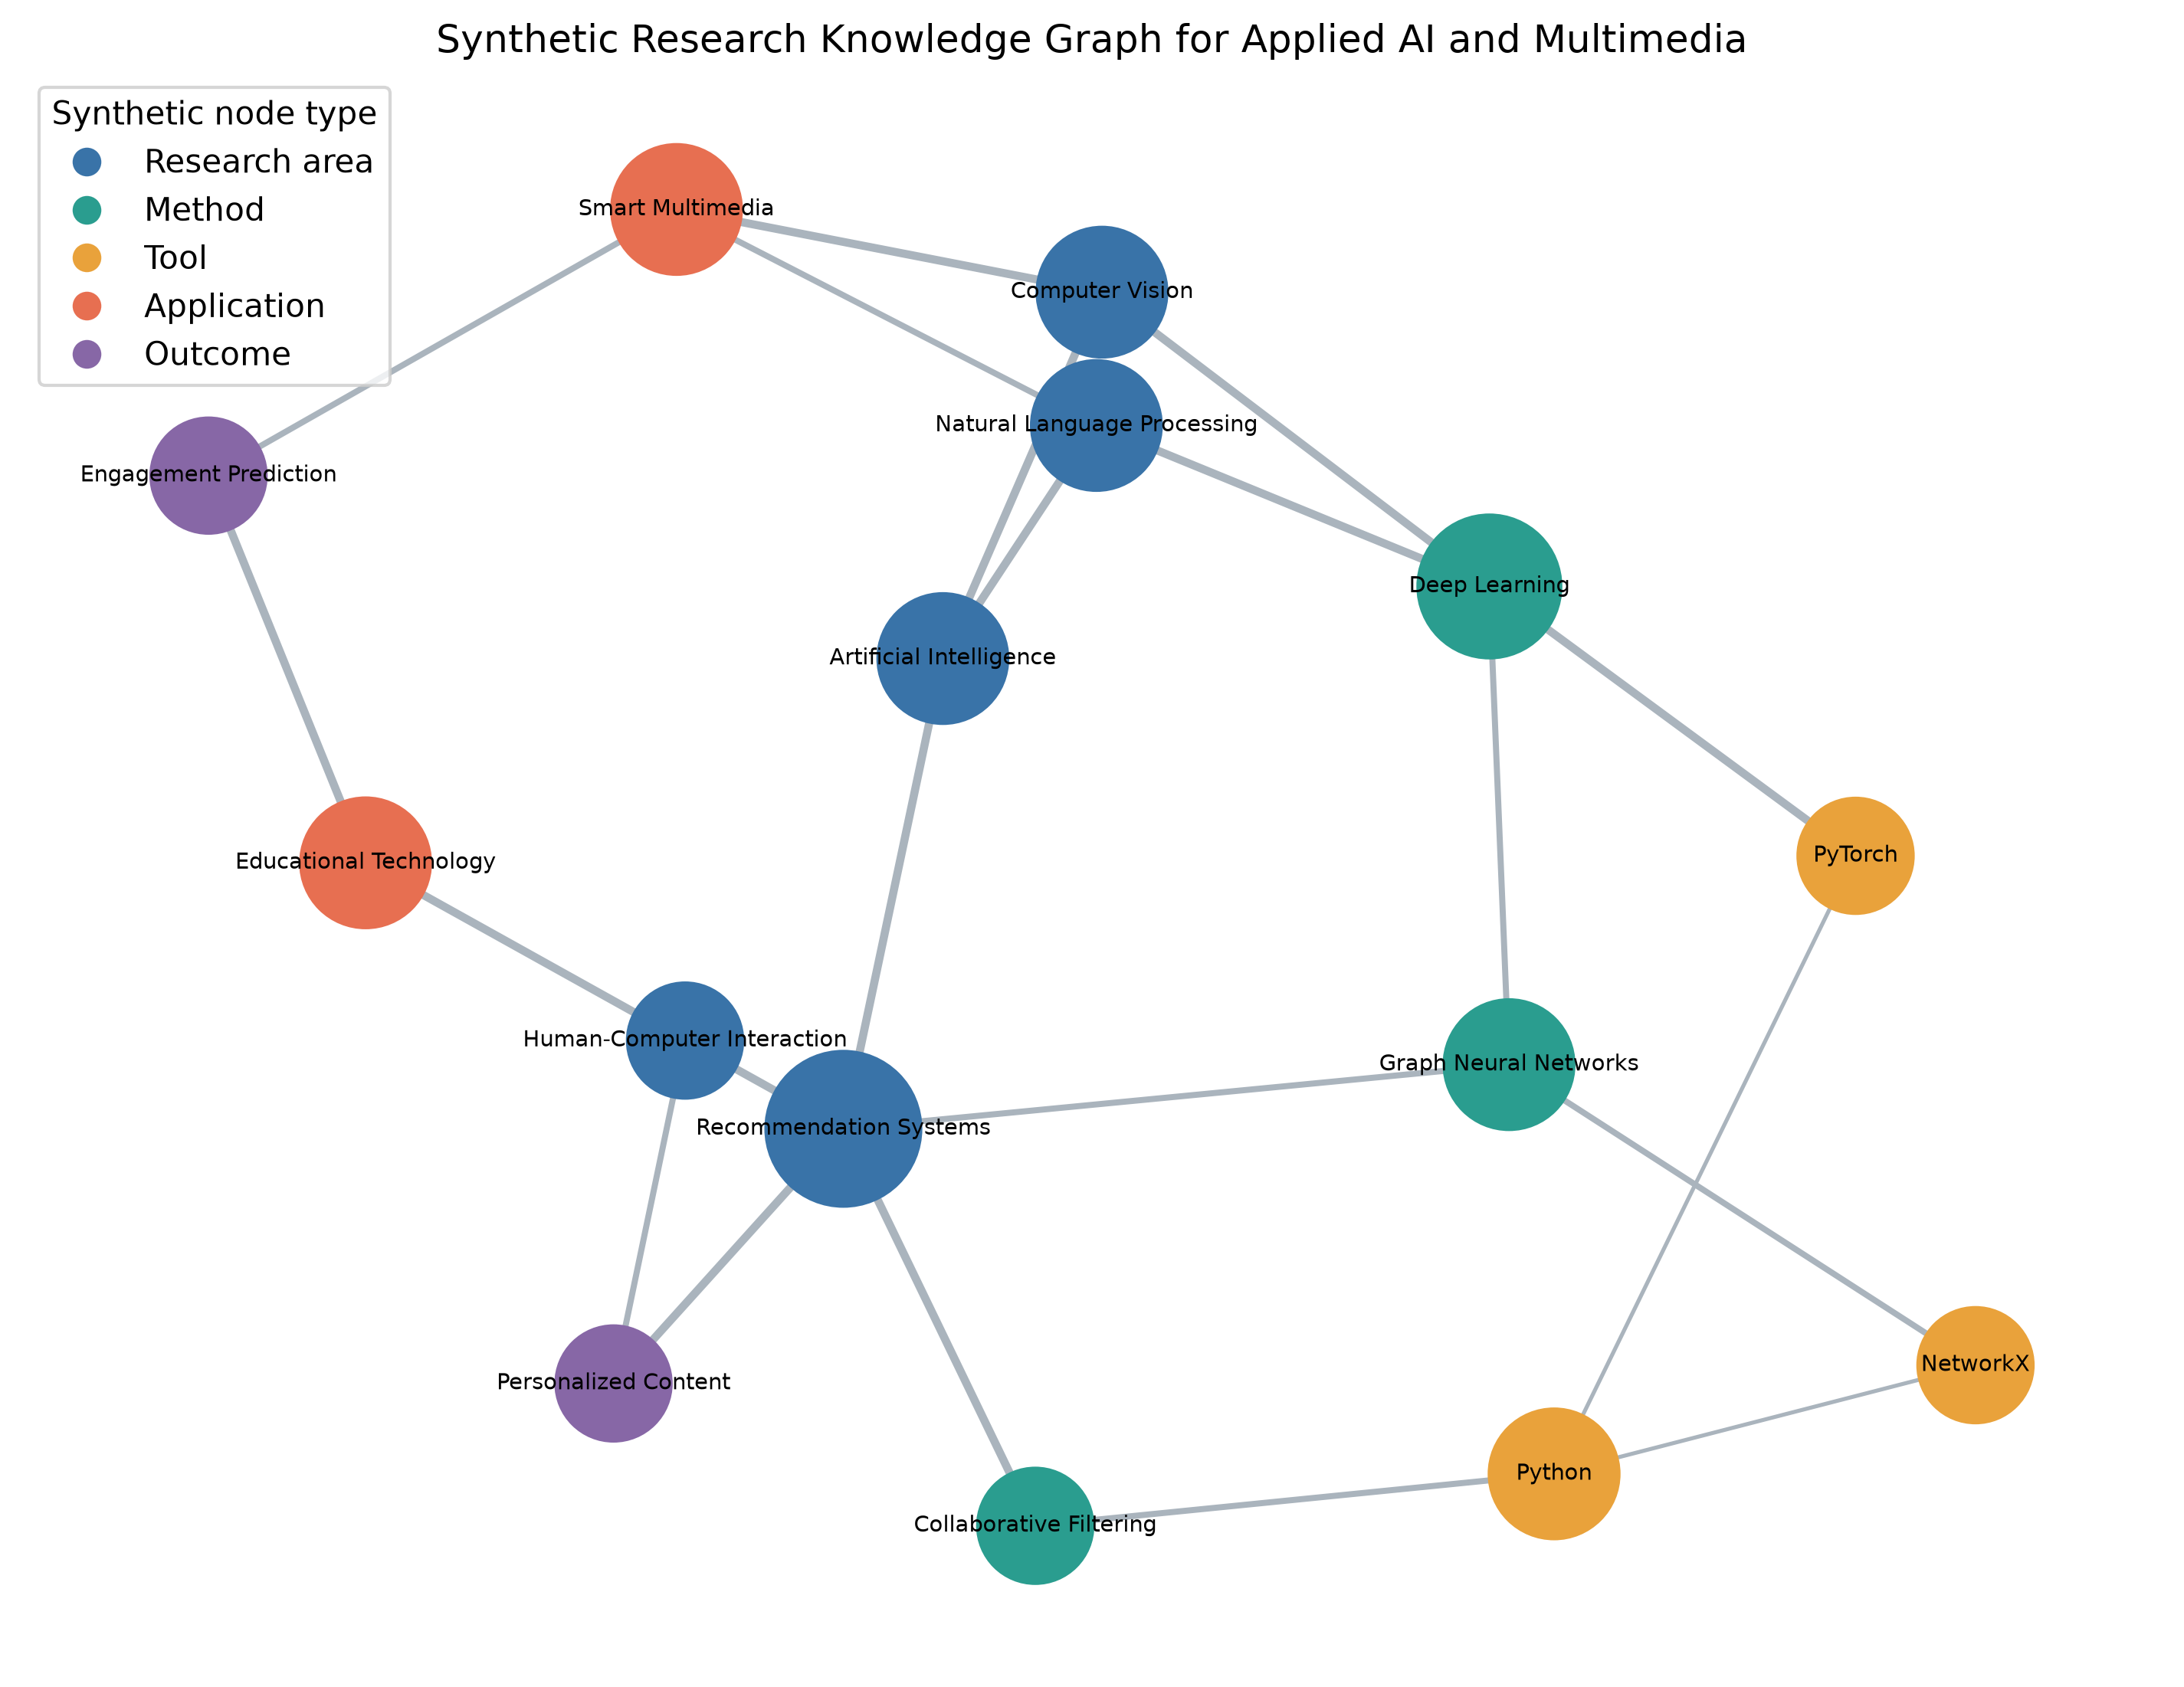 Synthetic Research Knowledge Graph for Applied AI and Multimedia
Synthetic node type
Research area
Method
Tool
Application
Outcome
Smart Multimedia
Computer Vision
Natural Language Processing
Engagement Prediction
Deep Learning
Artificial Intelligence
PyTorch
Educational Technology
Human-Computer Interaction
Graph Neural Networks
Recommendation Systems
NetworkX
Personalized Content
Python
Collaborative Filtering